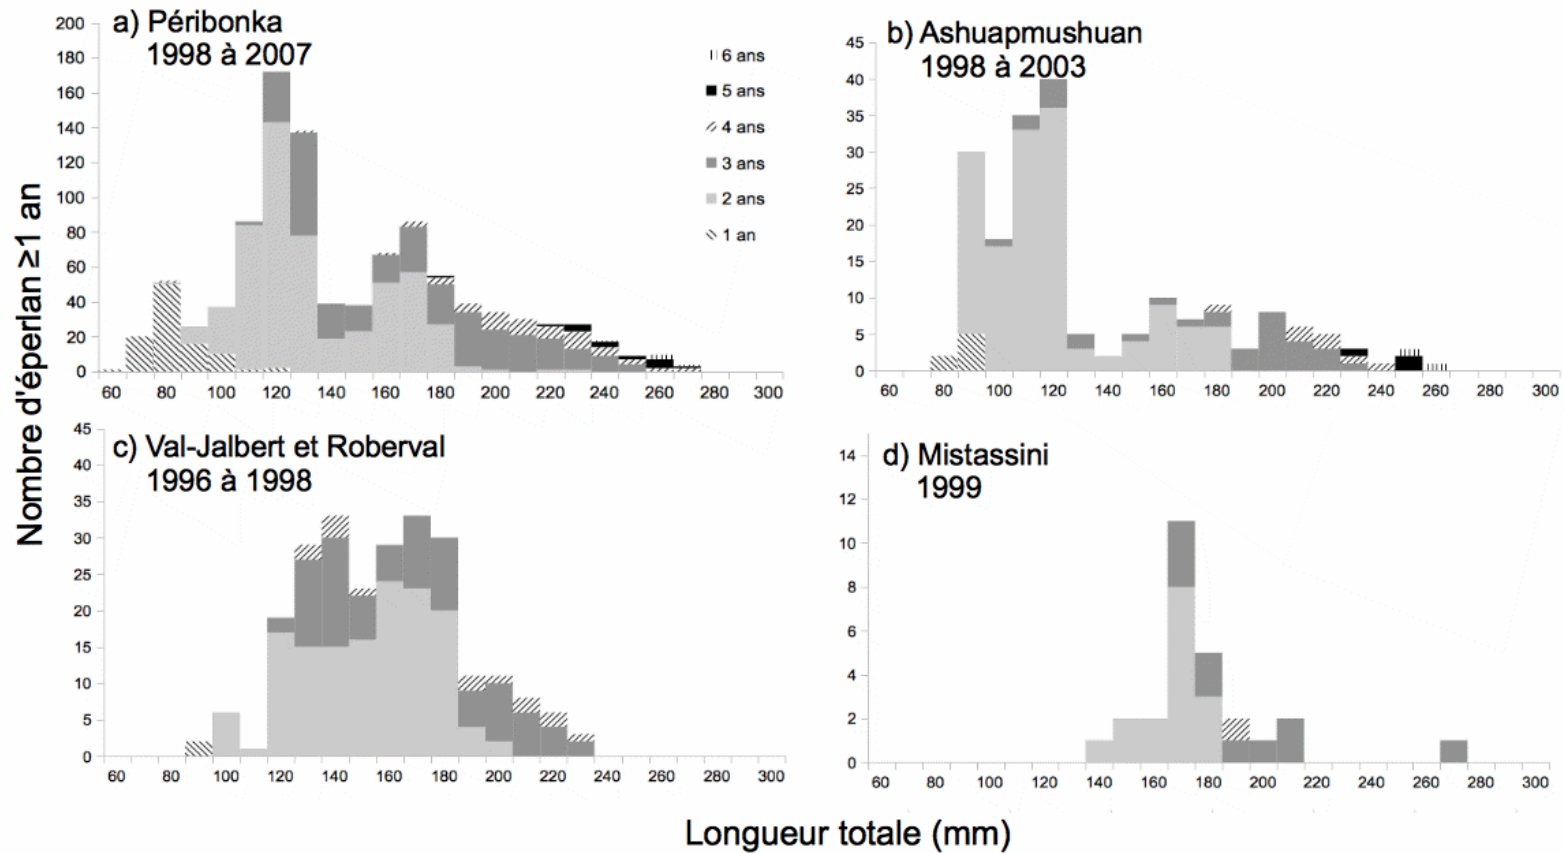 Nombre d'éperlan ≥1 an
a) Péribonka
1998 à 2007
200
180
160
140
120
100
80
60
40
20
0
60 80 100 120 140 160 180 200 220 240 260 280 300
6 ans
5 ans
4 ans
3 ans
2 ans
1 an
b) Ashuapmushuan
1998 à 2003
45
40
35
30
25
20
15
10
5
0
60 80 100 120 140 160 180 200 220 240 260 280 300
c) Val-Jalbert et Roberval
1996 à 1998
45
40
35
30
25
20
15
10
5
0
60 80 100 120 140 160 180 200 220 240 260 280 300
d) Mistassini
1999
14
12
10
8
6
4
2
0
60 80 100 120 140 160 180 200 220 240 260 280 300
Longueur totale (mm)